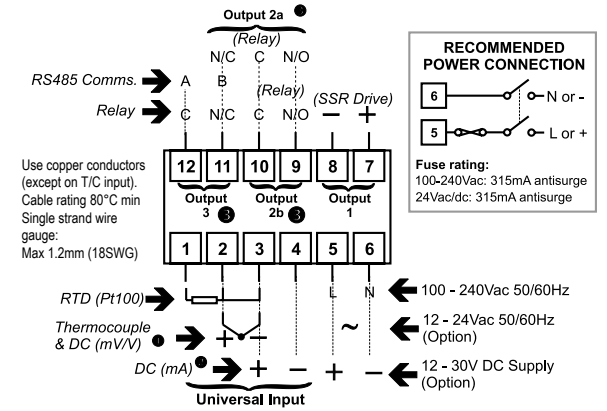 Output 2a ❸
(Relay)
N/C C N/O
RS485 Comms. A B
(Relay)
Relay C N/C C N/O
(SSR Drive)
− +
12 11 10 9 8 7
Output 3 ❸
Output 2b ❸
Output 1
1 2 3 4 5 6
Use copper conductors
(except on T/C input).
Cable rating 80°C min
Single strand wire
gauge:
Max 1.2mm (18SWG)
RECOMMENDED
POWER CONNECTION
6 N or -
5 L or +
Fuse rating:
100-240Vac: 315mA antisurge
24Vac/dc: 315mA antisurge
RTD (Pt100)
L N 100 - 240Vac 50/60Hz
Thermocouple
& DC (mV/V) ❶ + −
~ 12 - 24Vac 50/60Hz
(Option)
+ − + − 12 - 30V DC Supply
(Option)
DC (mA)
Universal Input